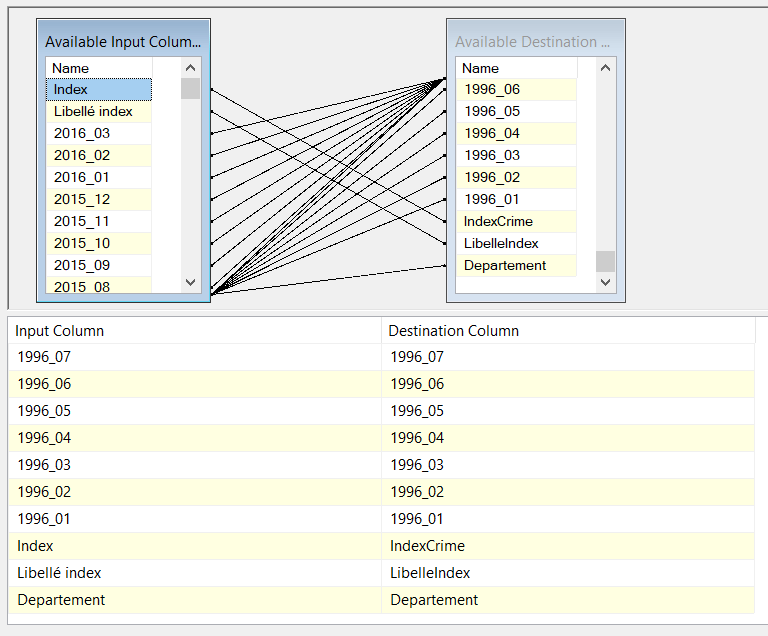 Available Input Colum...
Name
Index
Libellé index
2016_03
2016_02
2016_01
2015_12
2015_11
2015_10
2015_09
2015_08
Available Destination ...
Name
1996_06
1996_05
1996_04
1996_03
1996_02
1996_01
IndexCrime
LibelleIndex
Departement
Input Column Destination Column
1996_07 1996_07
1996_06 1996_06
1996_05 1996_05
1996_04 1996_04
1996_03 1996_03
1996_02 1996_02
1996_01 1996_01
Index IndexCrime
Libellé index LibelleIndex
Departement Departement